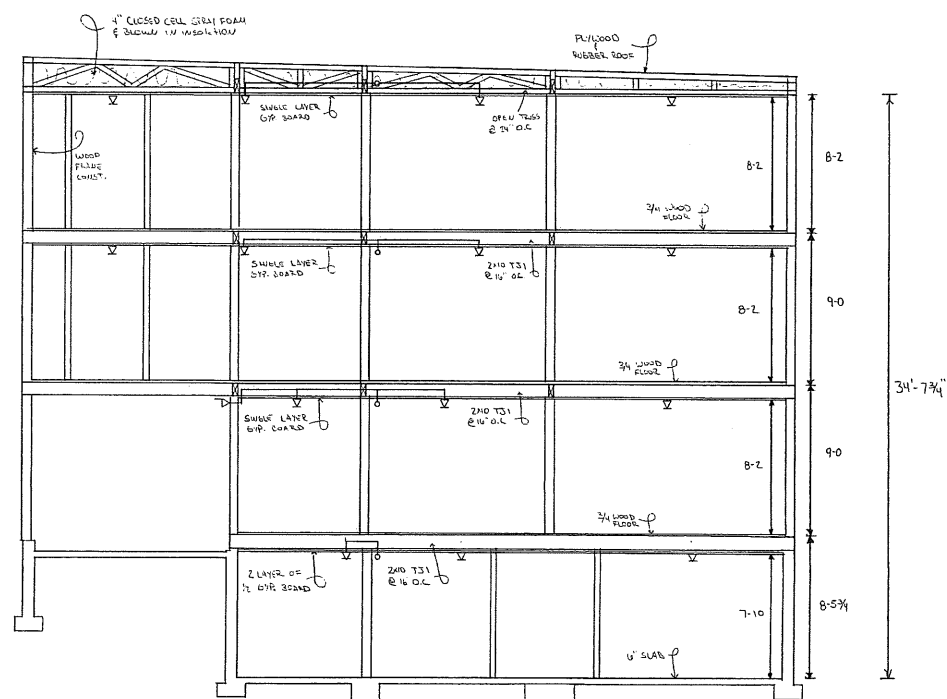 4" CLOSED CELL SPRAY FOAM
& BLOWN IN INSOLTION
PLYWOOD
&
RUBBER ROOF
SINGLE LAYER
GYP. BOARD
OPEN TRUSS
@ 24" O.C
WOOD
FRAME
CONST.
8-2
8-2
3/4 WOOD
FLOOR
SINGLE LAYER
GYP. BOARD
2X10 TJI
@ 16" O.C
8-2
9-0
3/4 WOOD
FLOOR
34'-7 3/4"
SINGLE LAYER
GYP. BOARD
2X10 TJI
@ 16" O.C
8-2
9-0
3/4 WOOD
FLOOR
2 LAYER OF
1/2 GYP. BOARD
2X10 TJI
@ 16 O.C
7-10
8-5 3/4
6" SLAB